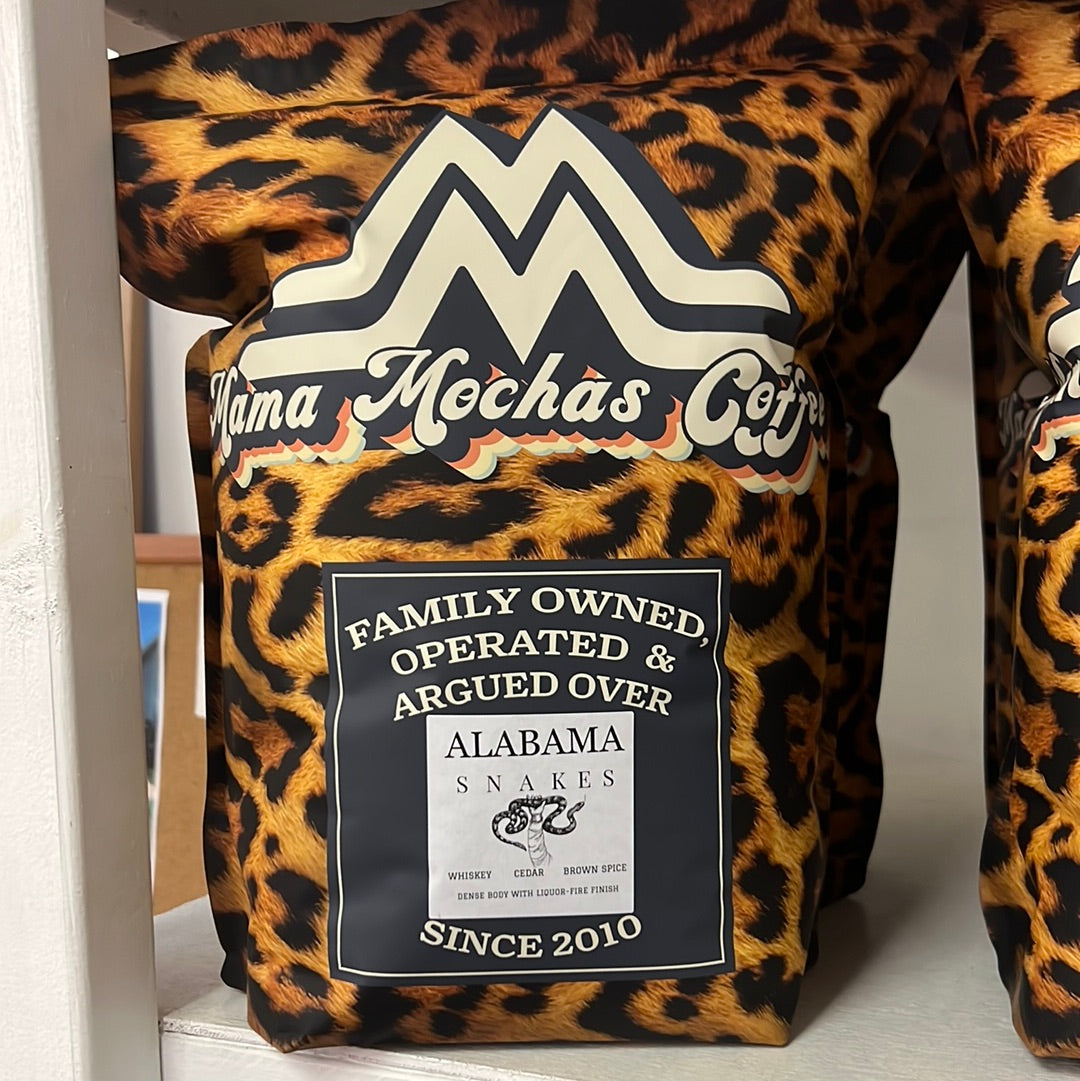 Mama Mochas Coffee
FAMILY OWNED,
OPERATED &
ARGUED OVER
ALABAMA
SNAKES
WHISKEY CEDAR BROWN SPICE
DENSE BODY WITH LIQUOR-FIRE FINISH
SINCE 2010